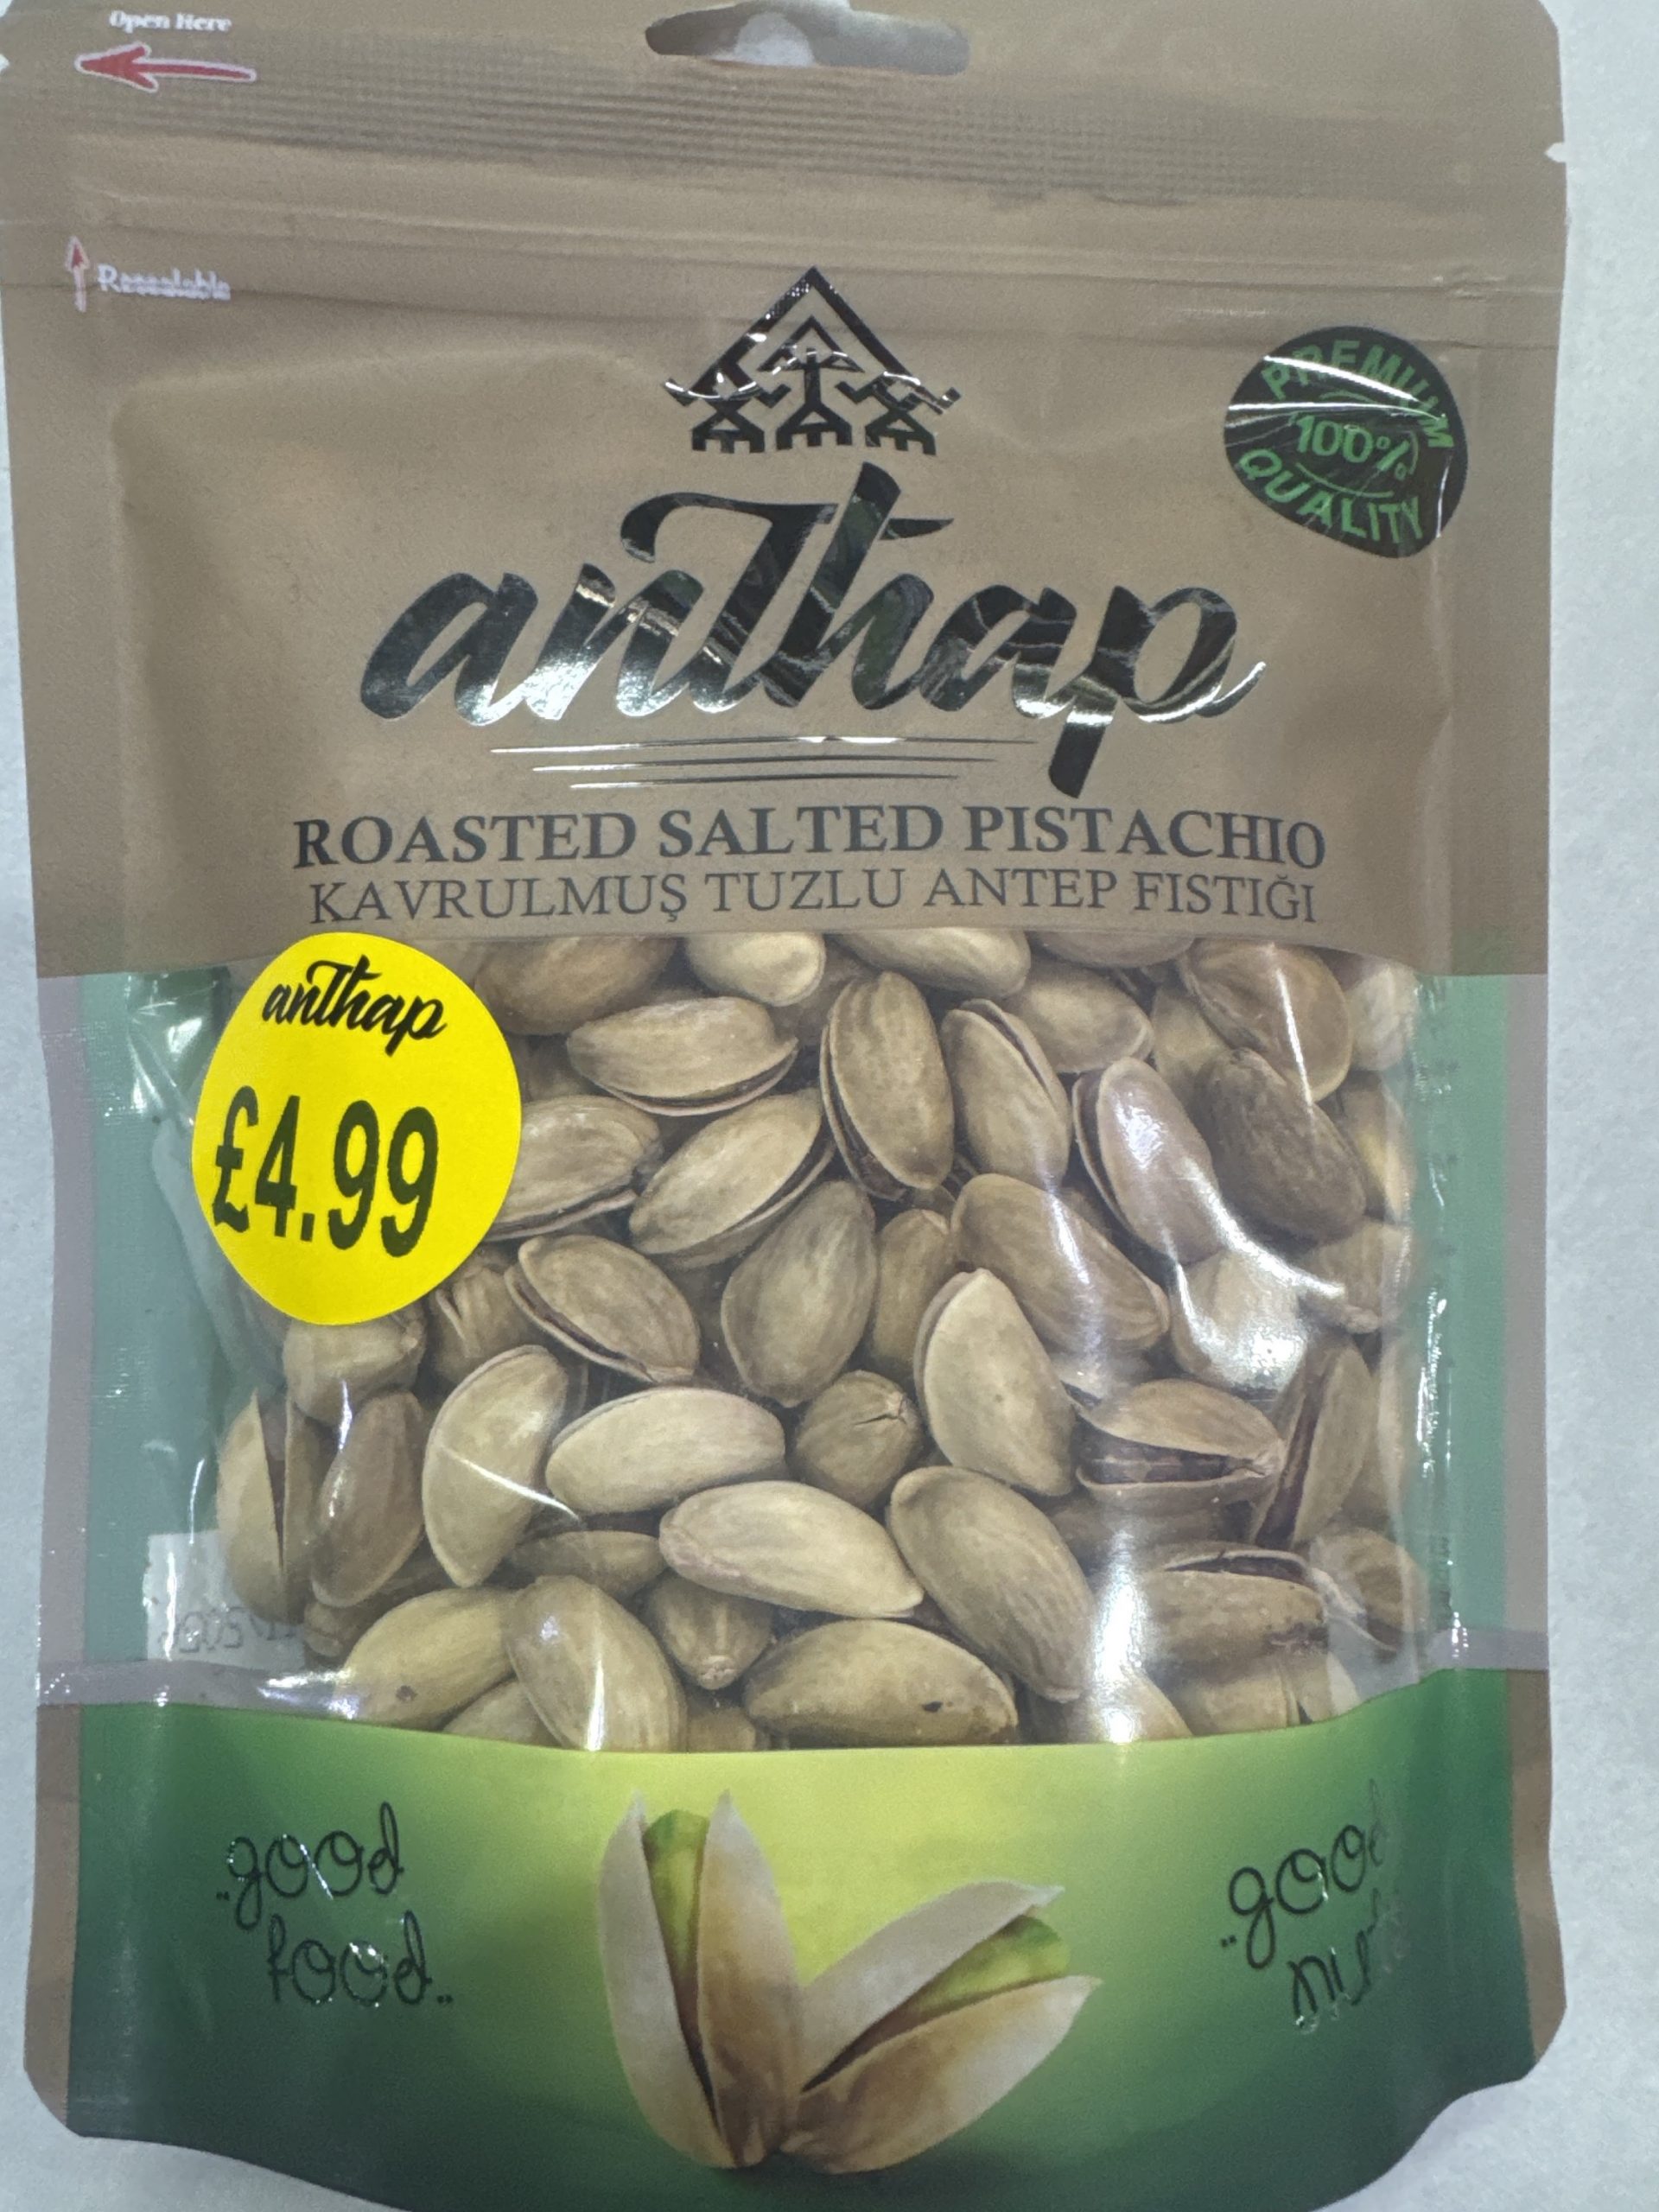 Open Here
Resealable
PREMIUM
100%
QUALITY
anthap
ROASTED SALTED PISTACHIO
KAVRULMUŞ TUZLU ANTEP FISTIĞI
anthap
£4.99
..good
food..
..good